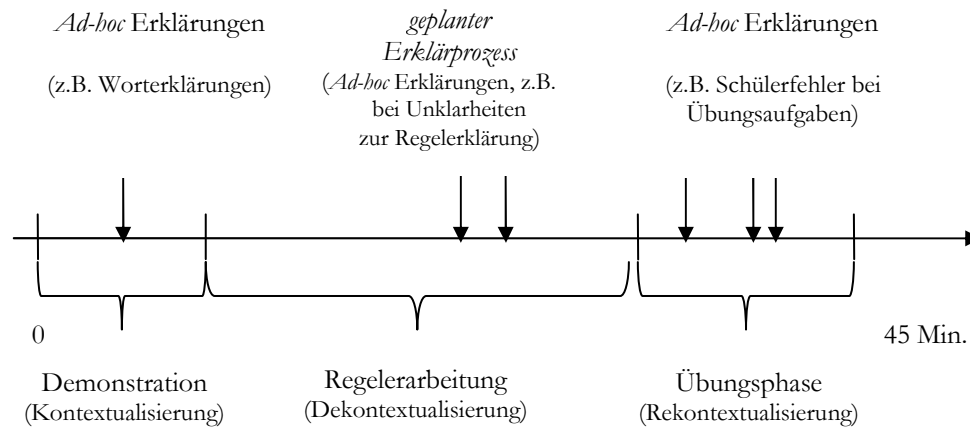 Ad-hoc Erklärungen
(z.B. Worterklärungen)
geplanter
Erklärprozess
(Ad-hoc Erklärungen, z.B.
bei Unklarheiten
zur Regelerklärung)
Ad-hoc Erklärungen
(z.B. Schülerfehler bei
Übungsaufgaben)
0
45 Min.
Demonstration
(Kontextualisierung)
Regelerarbeitung
(Dekontextualisierung)
Übungsphase
(Rekontextualisierung)